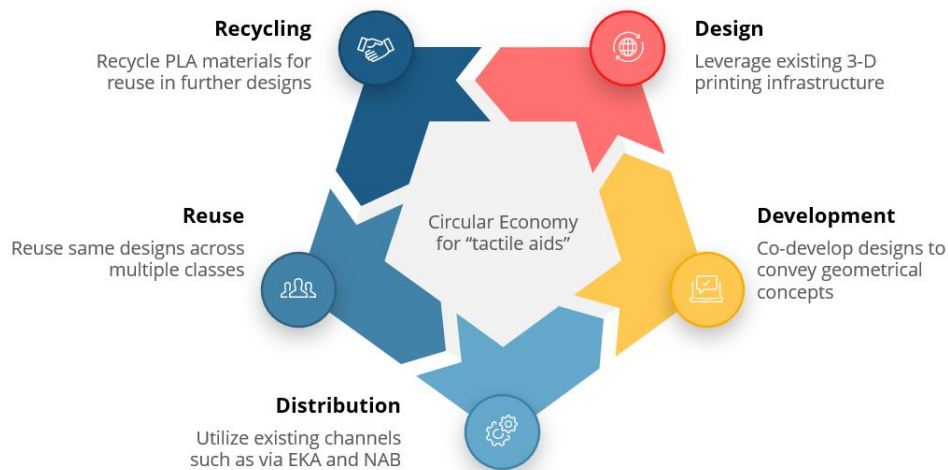 Recycling
Recycle PLA materials for
reuse in further designs
Design
Leverage existing 3-D
printing infrastructure
Reuse
Reuse same designs across
multiple classes
Circular Economy
for “tactile aids”
Development
Co-develop designs to
convey geometrical
concepts
Distribution
Utilize existing channels
such as via EKA and NAB